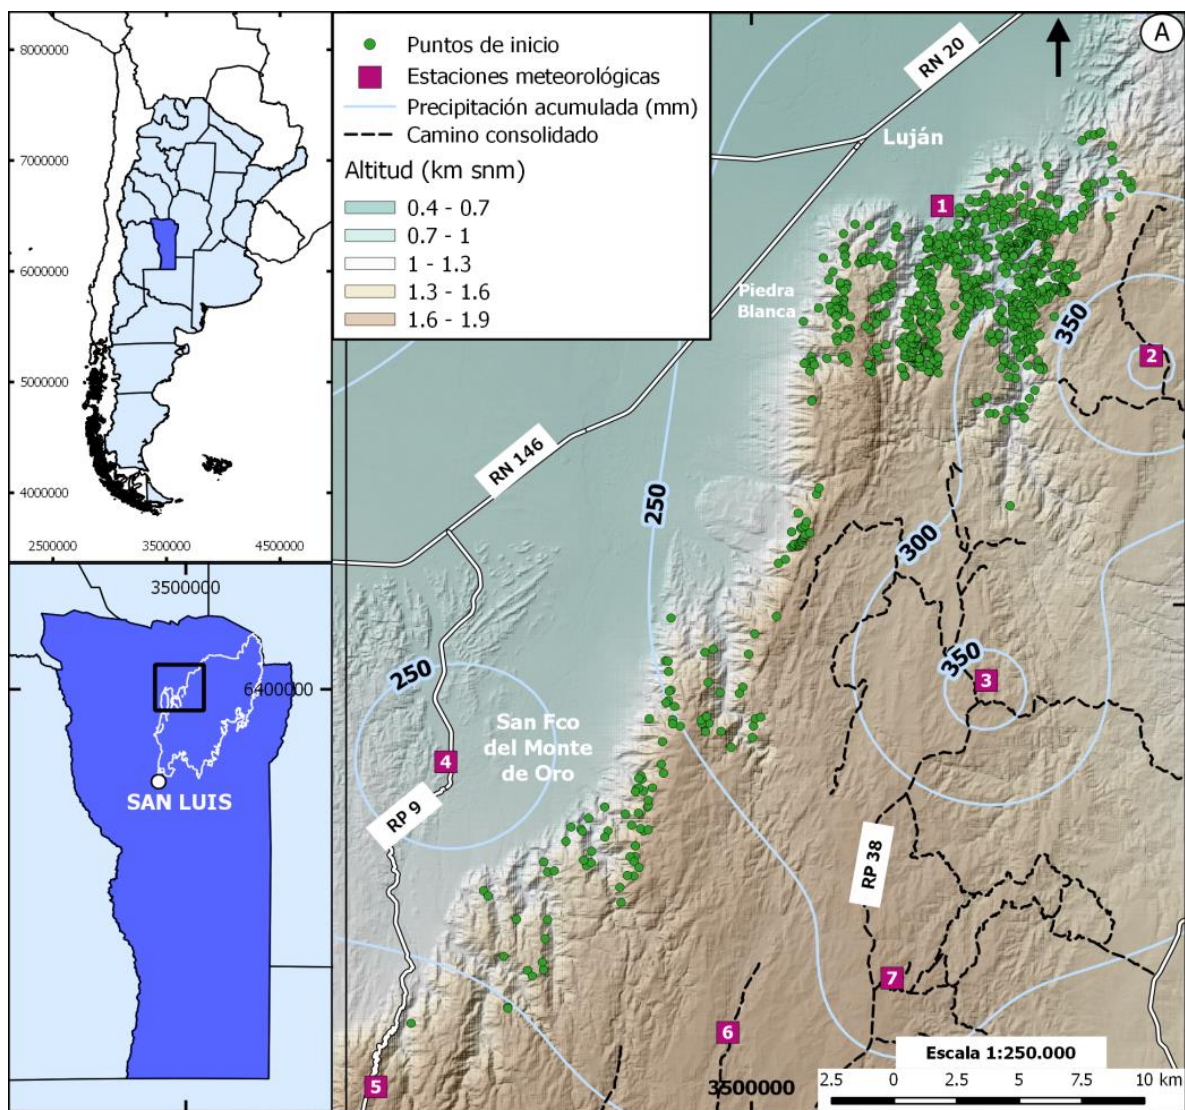 8000000
7000000
6000000
5000000
4000000
2500000
3500000
4500000
3500000
6400000
SAN LUIS
Puntos de inicio
Estaciones meteorológicas
Precipitación acumulada (mm)
Camino consolidado
Altitud (km snm)
0.4 - 0.7
0.7 - 1
1 - 1.3
1.3 - 1.6
1.6 - 1.9
A
RN 20
Luján
1
Piedra
Blanca
350
2
RN 146
250
300
350
3
250
San Fco
del Monte
de Oro
4
RP 9
RP 38
7
6
5
Escala 1:250.000
3500000
2.5
0
2.5
5
7.5
10 km